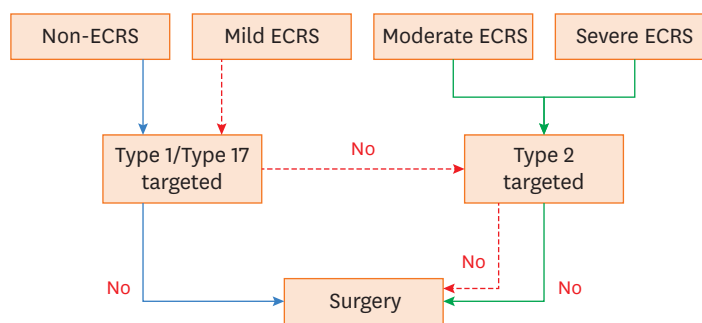 Non-ECRS
Mild ECRS
Moderate ECRS
Severe ECRS
Type 1/Type 17
targeted
No
Type 2
targeted
No
No
Surgery
No